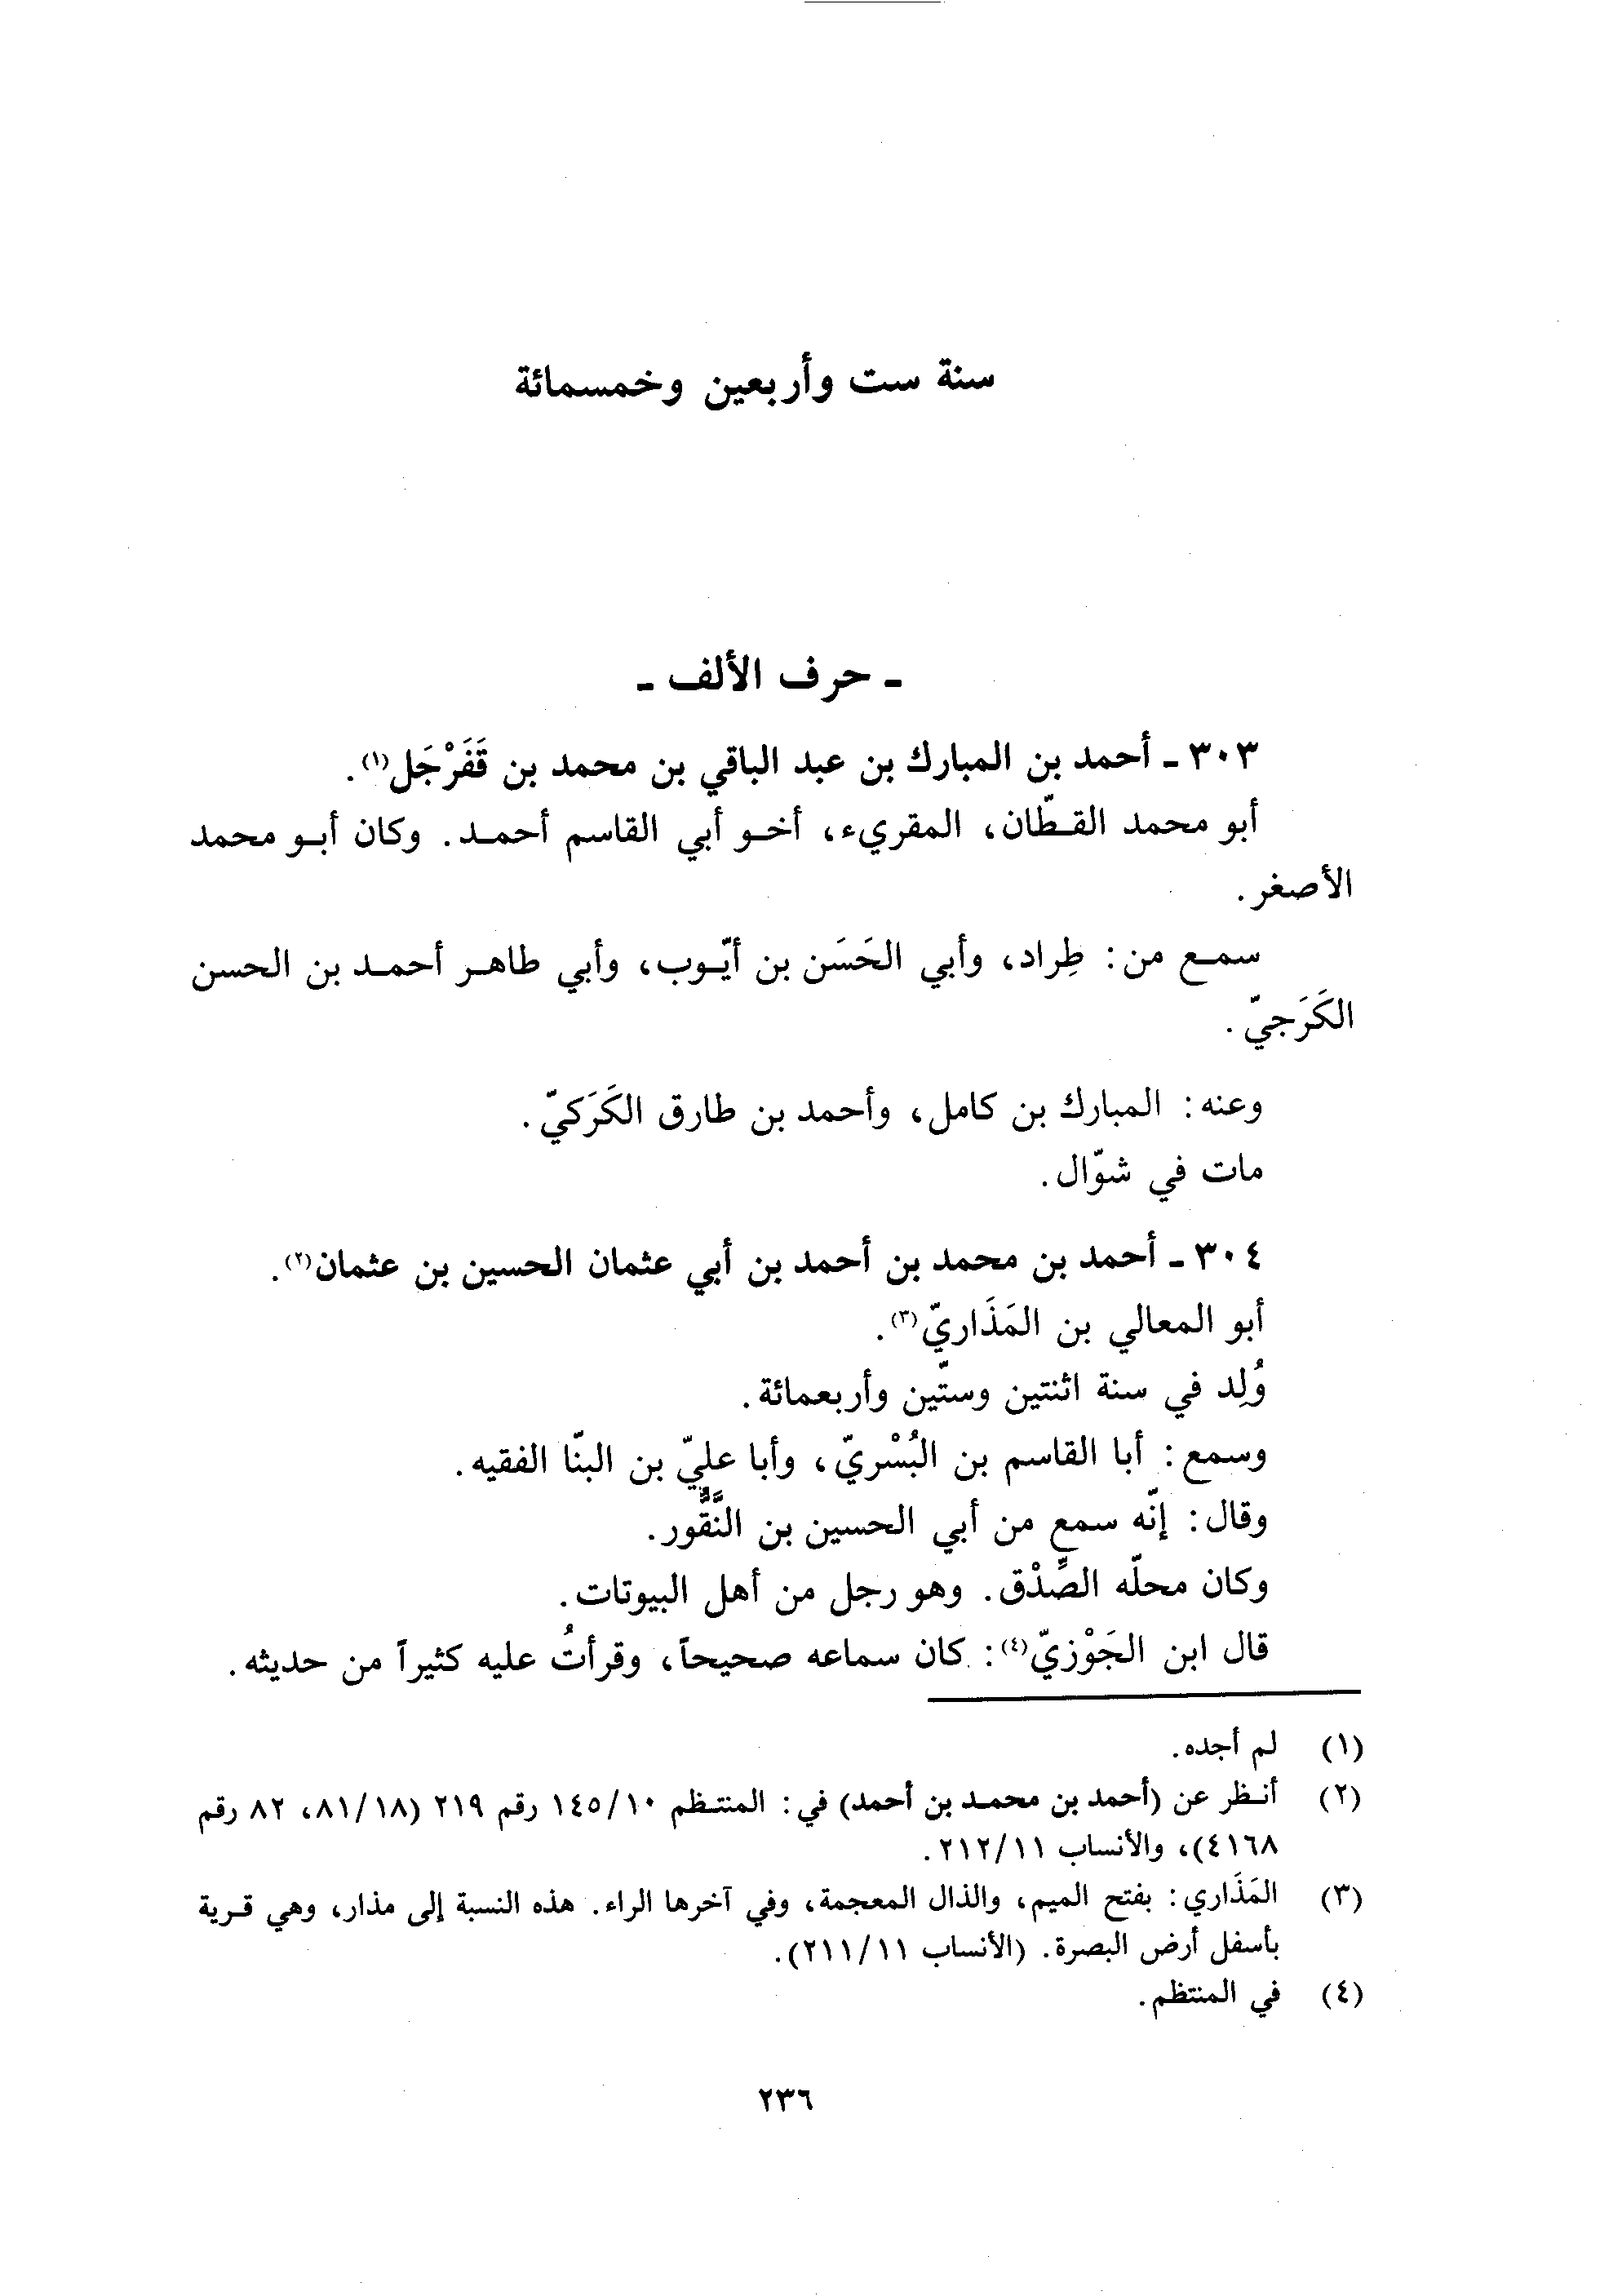 سنة ست وأربعين وخمسمائة
ـ حرف الألف ـ
٣٠٣ ـ أحمد بن المبارك بن عبد الباقي بن محمد بن قَفَرْجَل(١).
أبو محمد القطّان، المقريء، أخو أبي القاسم أحمد. وكان أبو محمد
الأصغر.
سمع من: طِراد، وأبي الحَسَن بن أيّوب، وأبي طاهر أحمد بن الحسن
الكَرَجيّ.
وعنه: المبارك بن كامل، وأحمد بن طارق الكَرَكيّ.
مات في شوّال.
٣٠٤ ـ أحمد بن محمد بن أحمد بن أبي عثمان الحسين بن عثمان(٢).
أبو المعالي بن المَذَاريّ(٣).
وُلِد في سنة اثنتين وستّين وأربعمائة.
وسمع: أبا القاسم بن البُسْريّ، وأبا عليّ بن البنّا الفقيه.
وقال: إنّه سمع من أبي الحسين بن النَّقُّور.
وكان محلّه الصِّدْق. وهو رجل من أهل البيوتات.
قال ابن الجَوْزيّ(٤): كان سماعه صحيحاً، وقرأتُ عليه كثيراً من حديثه.
(١) لم أجده.
(٢) أنظر عن (أحمد بن محمد بن أحمد) في: المنتظم ١٤٥/١٠ رقم ٢١٩ (٨١/١٨، ٨٢ رقم
٤١٦٨)، والأنساب ٢١٢/١١.
(٣) المَذَاري: بفتح الميم، والذال المعجمة، وفي آخرها الراء. هذه النسبة إلى مذار، وهي قرية
بأسفل أرض البصرة. (الأنساب ٢١١/١١).
(٤) في المنتظم.
٢٣٦